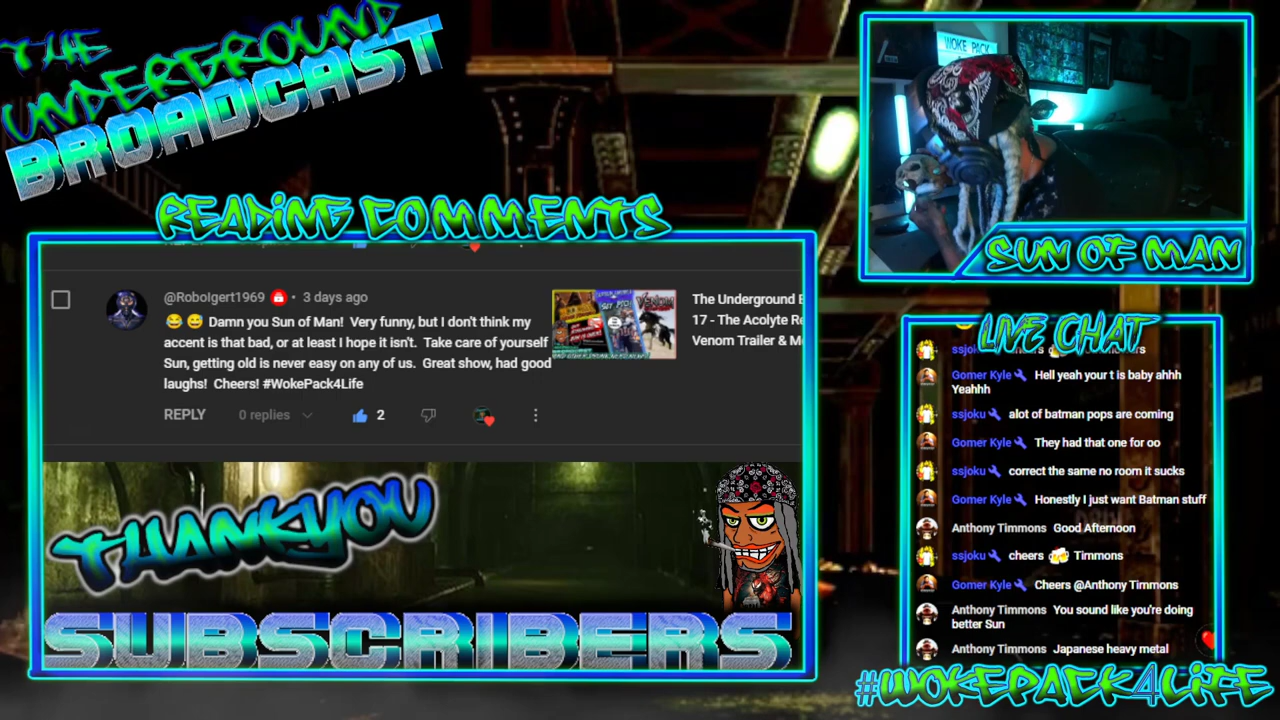 THE
UNDERGROUND
BROADCAST
READING COMMENTS
REPLY
@RoboIgert1969 • 3 days ago
😂 😅 Damn you Sun of Man! Very funny, but I don't think my
accent is that bad, or at least I hope it isn't. Take care of yourself
Sun, getting old is never easy on any of us. Great show, had good
laughs! Cheers! #WokePack4Life
REPLY 0 replies 2
The Underground B
17 - The Acolyte Re
Venom Trailer & M
VENOM
THANKYOU
SUBSCRIBERS
WOKE PACK
SUN OF MAN
LIVE CHAT
ssjo
Gomer Kyle Hell yeah your t is baby ahhh
Yeahhh
ssjoku alot of batman pops are coming
Gomer Kyle They had that one for oo
ssjoku correct the same no room it sucks
Gomer Kyle Honestly I just want Batman stuff
Anthony Timmons Good Afternoon
ssjoku cheers 🍻 Timmons
Gomer Kyle Cheers @Anthony Timmons
Anthony Timmons You sound like you're doing
better Sun
Anthony Timmons Japanese heavy metal
#WOKEPACK4LIFE